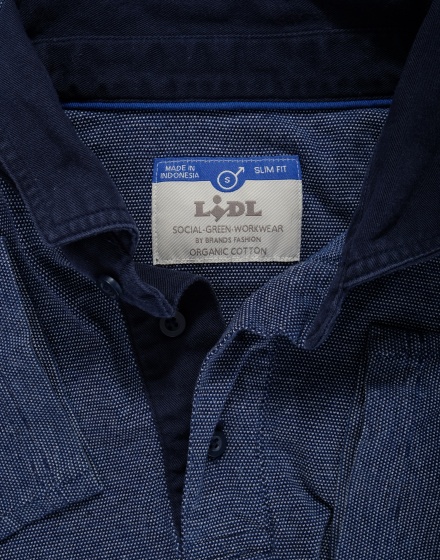 MADE IN
INDONESIA
S
SLIM FIT
LIDL
SOCIAL-GREEN-WORKWEAR
BY BRANDS FASHION
ORGANIC COTTON